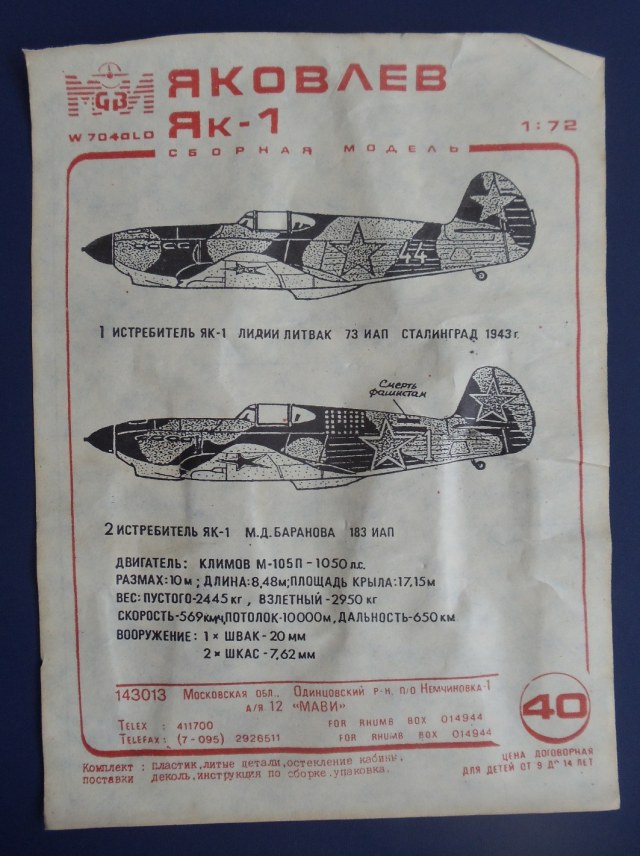 GB
ЯКОВЛЕВ
Як-1
W7040LO
1:72
СБОРНАЯ МОДЕЛЬ
44
1 ИСТРЕБИТЕЛЬ ЯК-1 ЛИДИИ ЛИТВАК 73 ИАП СТАЛИНГРАД 1943 г.
Смерть
фашистам
1
2 ИСТРЕБИТЕЛЬ ЯК-1 М.Д. БАРАНОВА 183 ИАП
ДВИГАТЕЛЬ: КЛИМОВ М-105П-1050 л.с.
РАЗМАХ:10м; ДЛИНА:8,48м;ПЛОЩАДЬ КРЫЛА:17,15м
ВЕС: ПУСТОГО-2445 кг, ВЗЛЕТНЫЙ-2950 кг
СКОРОСТЬ-569км/ч,ПОТОЛОК-10000м, ДАЛЬНОСТЬ-650 км
ВООРУЖЕНИЕ: 1 × ШВАК-20 мм
2 × ШКАС-7,62 мм
143013 Московская обл., Одинцовский р-н, п/о Немчиновка-1
а/я 12 «МАВИ»
TELEX : 411700 FOR RHUMB BOX 014944
TELEFAX: (7-095) 2926511 FOR RHUMB BOX 014944
40
ЦЕНА ДОГОВОРНАЯ
ДЛЯ ДЕТЕЙ ОТ 9 ДО 14 ЛЕТ
Комплект : пластик,литые детали,остекление кабины,
поставки деколь,инструкция по сборке,упаковка.